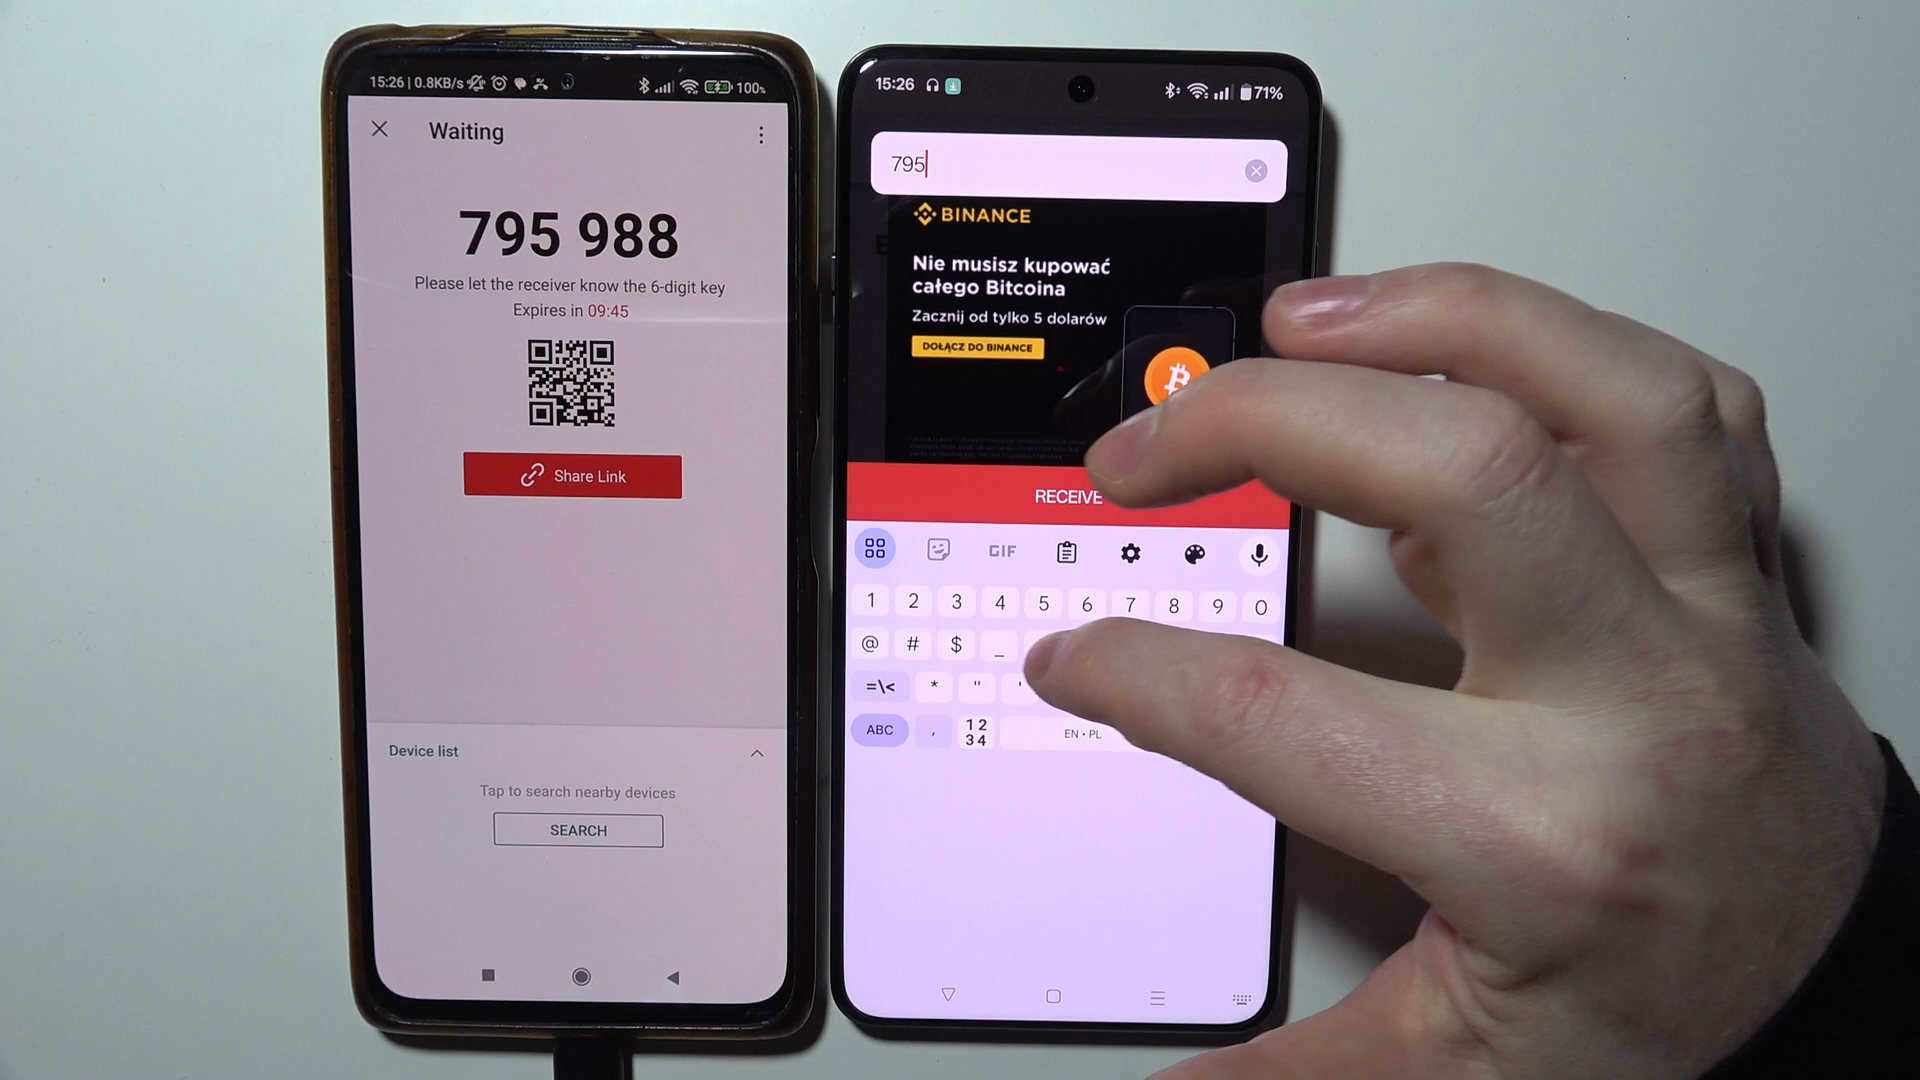 15:26 | 0.8KB/s
100%
Waiting
795 988
Please let the receiver know the 6-digit key
Expires in 09:45
Share Link
Device list
Tap to search nearby devices
SEARCH
15:26
71%
795
BINANCE
Nie musisz kupować
całego Bitcoina
Zacznij od tylko 5 dolarów
DOŁĄCZ DO BINANCE
RECEIVE
GIF
1 2 3 4 5 6 7 8 9 0
@ # $ _
=\< * " '
ABC , 12 34 EN • PL